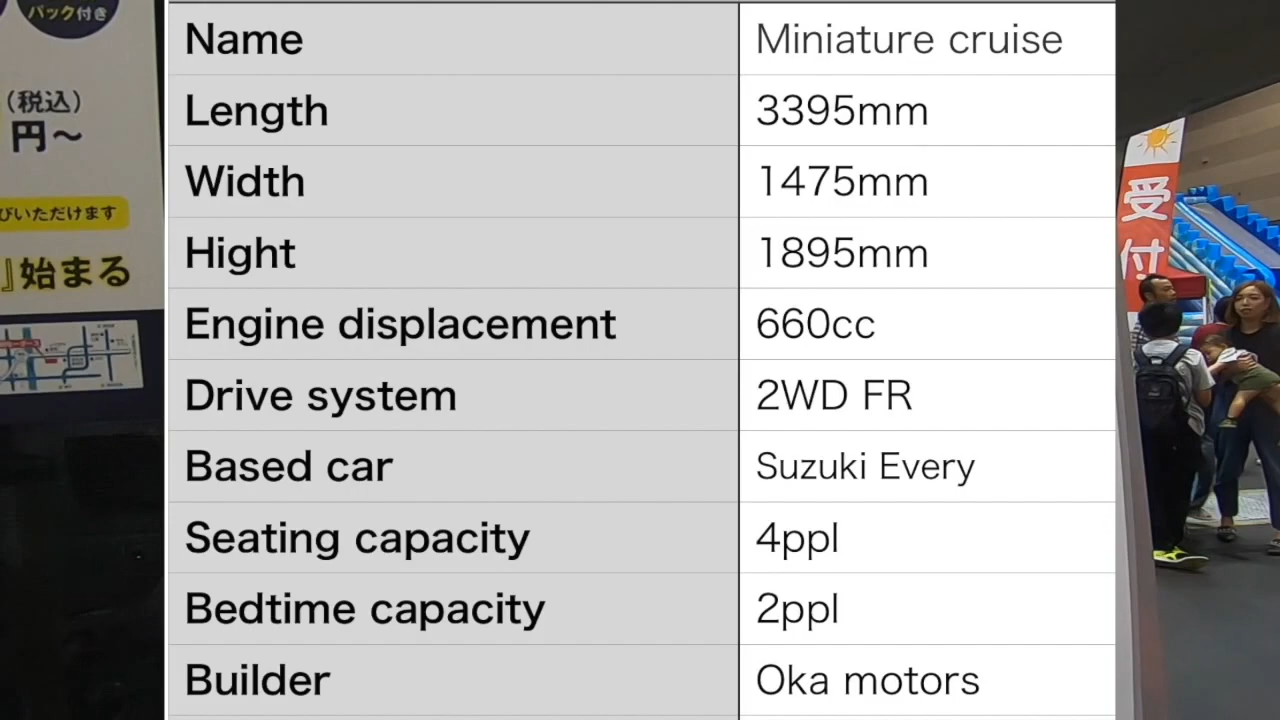 パック付き
（税込）
円～
びいただけます
』始まる
Name Miniature cruise
Length 3395mm
Width 1475mm
Hight 1895mm
Engine displacement 660cc
Drive system 2WD FR
Based car Suzuki Every
Seating capacity 4ppl
Bedtime capacity 2ppl
Builder Oka motors
受
付